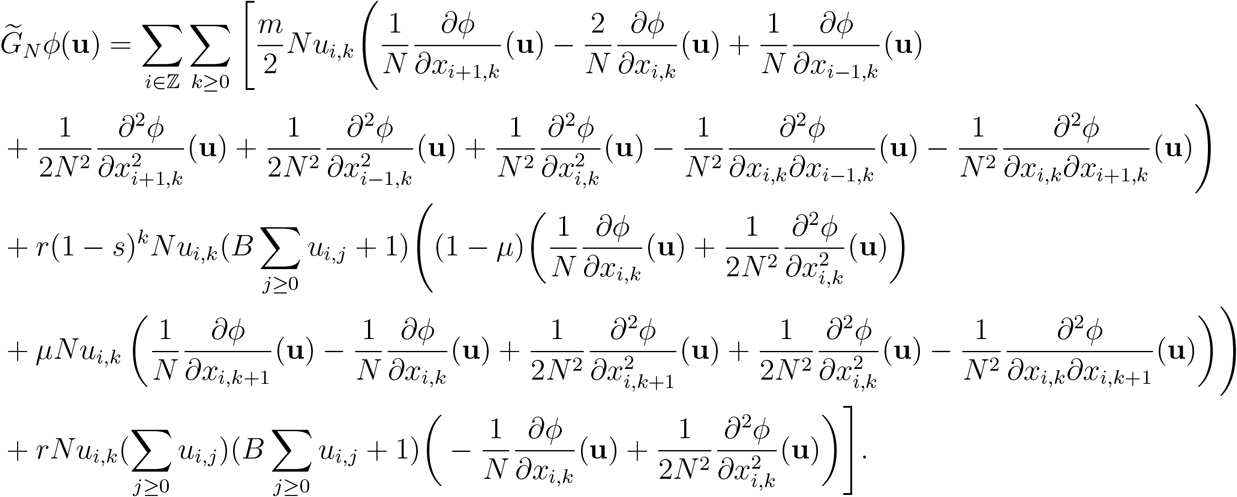 \widetilde{G}_N \phi(\mathbf{u}) = \sum_{i \in \mathbb{Z}} \sum_{k \geq 0} \Bigg[ \frac{m}{2} N u_{i,k} \Bigg( \frac{1}{N} \frac{\partial \phi}{\partial x_{i+1,k}}(\mathbf{u}) - \frac{2}{N} \frac{\partial \phi}{\partial x_{i,k}}(\mathbf{u}) + \frac{1}{N} \frac{\partial \phi}{\partial x_{i-1,k}}(\mathbf{u})
+ \frac{1}{2N^2} \frac{\partial^2 \phi}{\partial x_{i+1,k}^2}(\mathbf{u}) + \frac{1}{2N^2} \frac{\partial^2 \phi}{\partial x_{i-1,k}^2}(\mathbf{u}) + \frac{1}{N^2} \frac{\partial^2 \phi}{\partial x_{i,k}^2}(\mathbf{u}) - \frac{1}{N^2} \frac{\partial^2 \phi}{\partial x_{i,k} \partial x_{i-1,k}}(\mathbf{u}) - \frac{1}{N^2} \frac{\partial^2 \phi}{\partial x_{i,k} \partial x_{i+1,k}}(\mathbf{u}) \Bigg)
+ r(1-s)^k N u_{i,k} (B \sum_{j \geq 0} u_{i,j} + 1) \Bigg( (1-\mu) \Bigg( \frac{1}{N} \frac{\partial \phi}{\partial x_{i,k}}(\mathbf{u}) + \frac{1}{2N^2} \frac{\partial^2 \phi}{\partial x_{i,k}^2}(\mathbf{u}) \Bigg)
+ \mu N u_{i,k} \Bigg( \frac{1}{N} \frac{\partial \phi}{\partial x_{i,k+1}}(\mathbf{u}) - \frac{1}{N} \frac{\partial \phi}{\partial x_{i,k}}(\mathbf{u}) + \frac{1}{2N^2} \frac{\partial^2 \phi}{\partial x_{i,k+1}^2}(\mathbf{u}) + \frac{1}{2N^2} \frac{\partial^2 \phi}{\partial x_{i,k}^2}(\mathbf{u}) - \frac{1}{N^2} \frac{\partial^2 \phi}{\partial x_{i,k} \partial x_{i,k+1}}(\mathbf{u}) \Bigg) \Bigg)
+ r N u_{i,k} (\sum_{j \geq 0} u_{i,j}) (B \sum_{j \geq 0} u_{i,j} + 1) \Bigg( - \frac{1}{N} \frac{\partial \phi}{\partial x_{i,k}}(\mathbf{u}) + \frac{1}{2N^2} \frac{\partial^2 \phi}{\partial x_{i,k}^2}(\mathbf{u}) \Bigg) \Bigg].